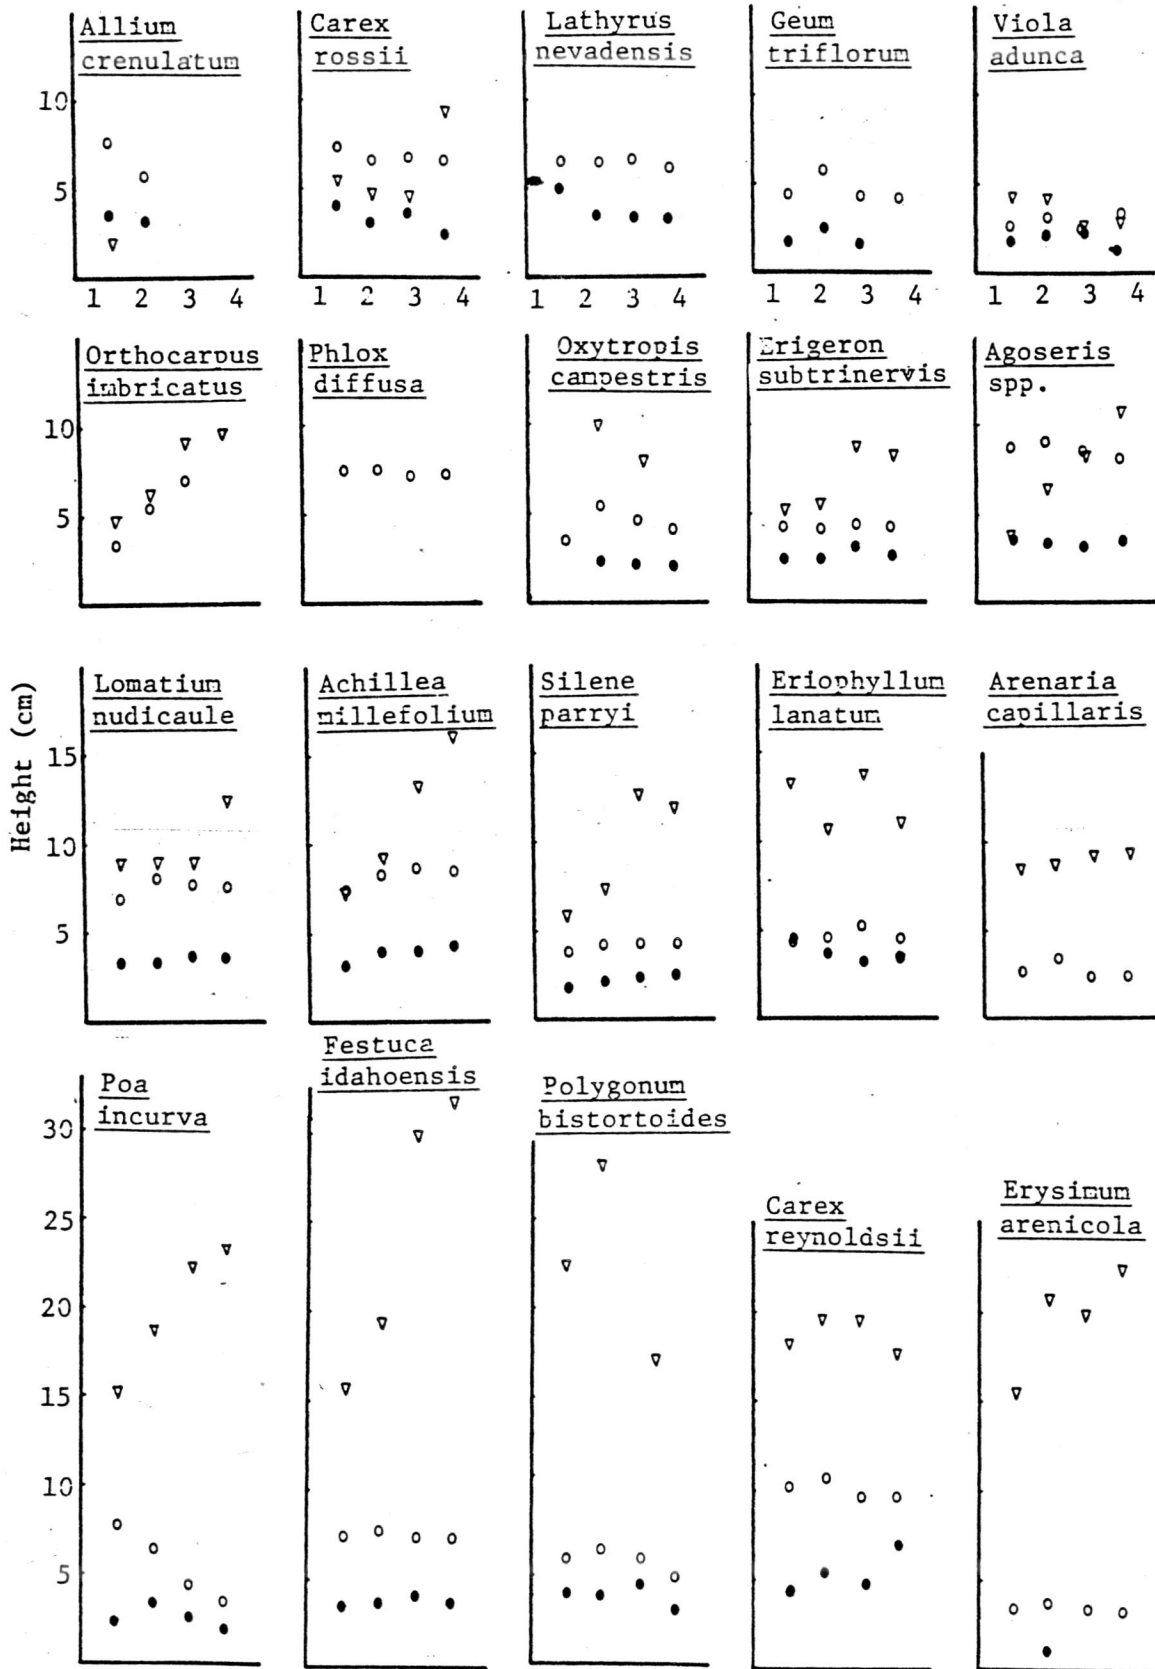 Allium
crenulatum
Carex
rossii
Lathyrus
nevadensis
Geum
triflorum
Viola
adunca
10
5
1 2 3 4
1 2 3 4
1 2 3 4
1 2 3 4
1 2 3 4
Orthocarpus
imbricatus
Phlox
diffusa
Oxytropis
campestris
Erigeron
subtrinervis
Agoseris
spp.
10
5
Height (cm)
Lomatium
nudicaule
Achillea
millefolium
Silene
parryi
Eriophyllum
lanatum
Arenaria
capillaris
15
10
5
Poa
incurva
Festuca
idahoensis
Polygonum
bistortoides
Carex
reynoldsii
Erysimum
arenicola
30
25
20
15
10
5